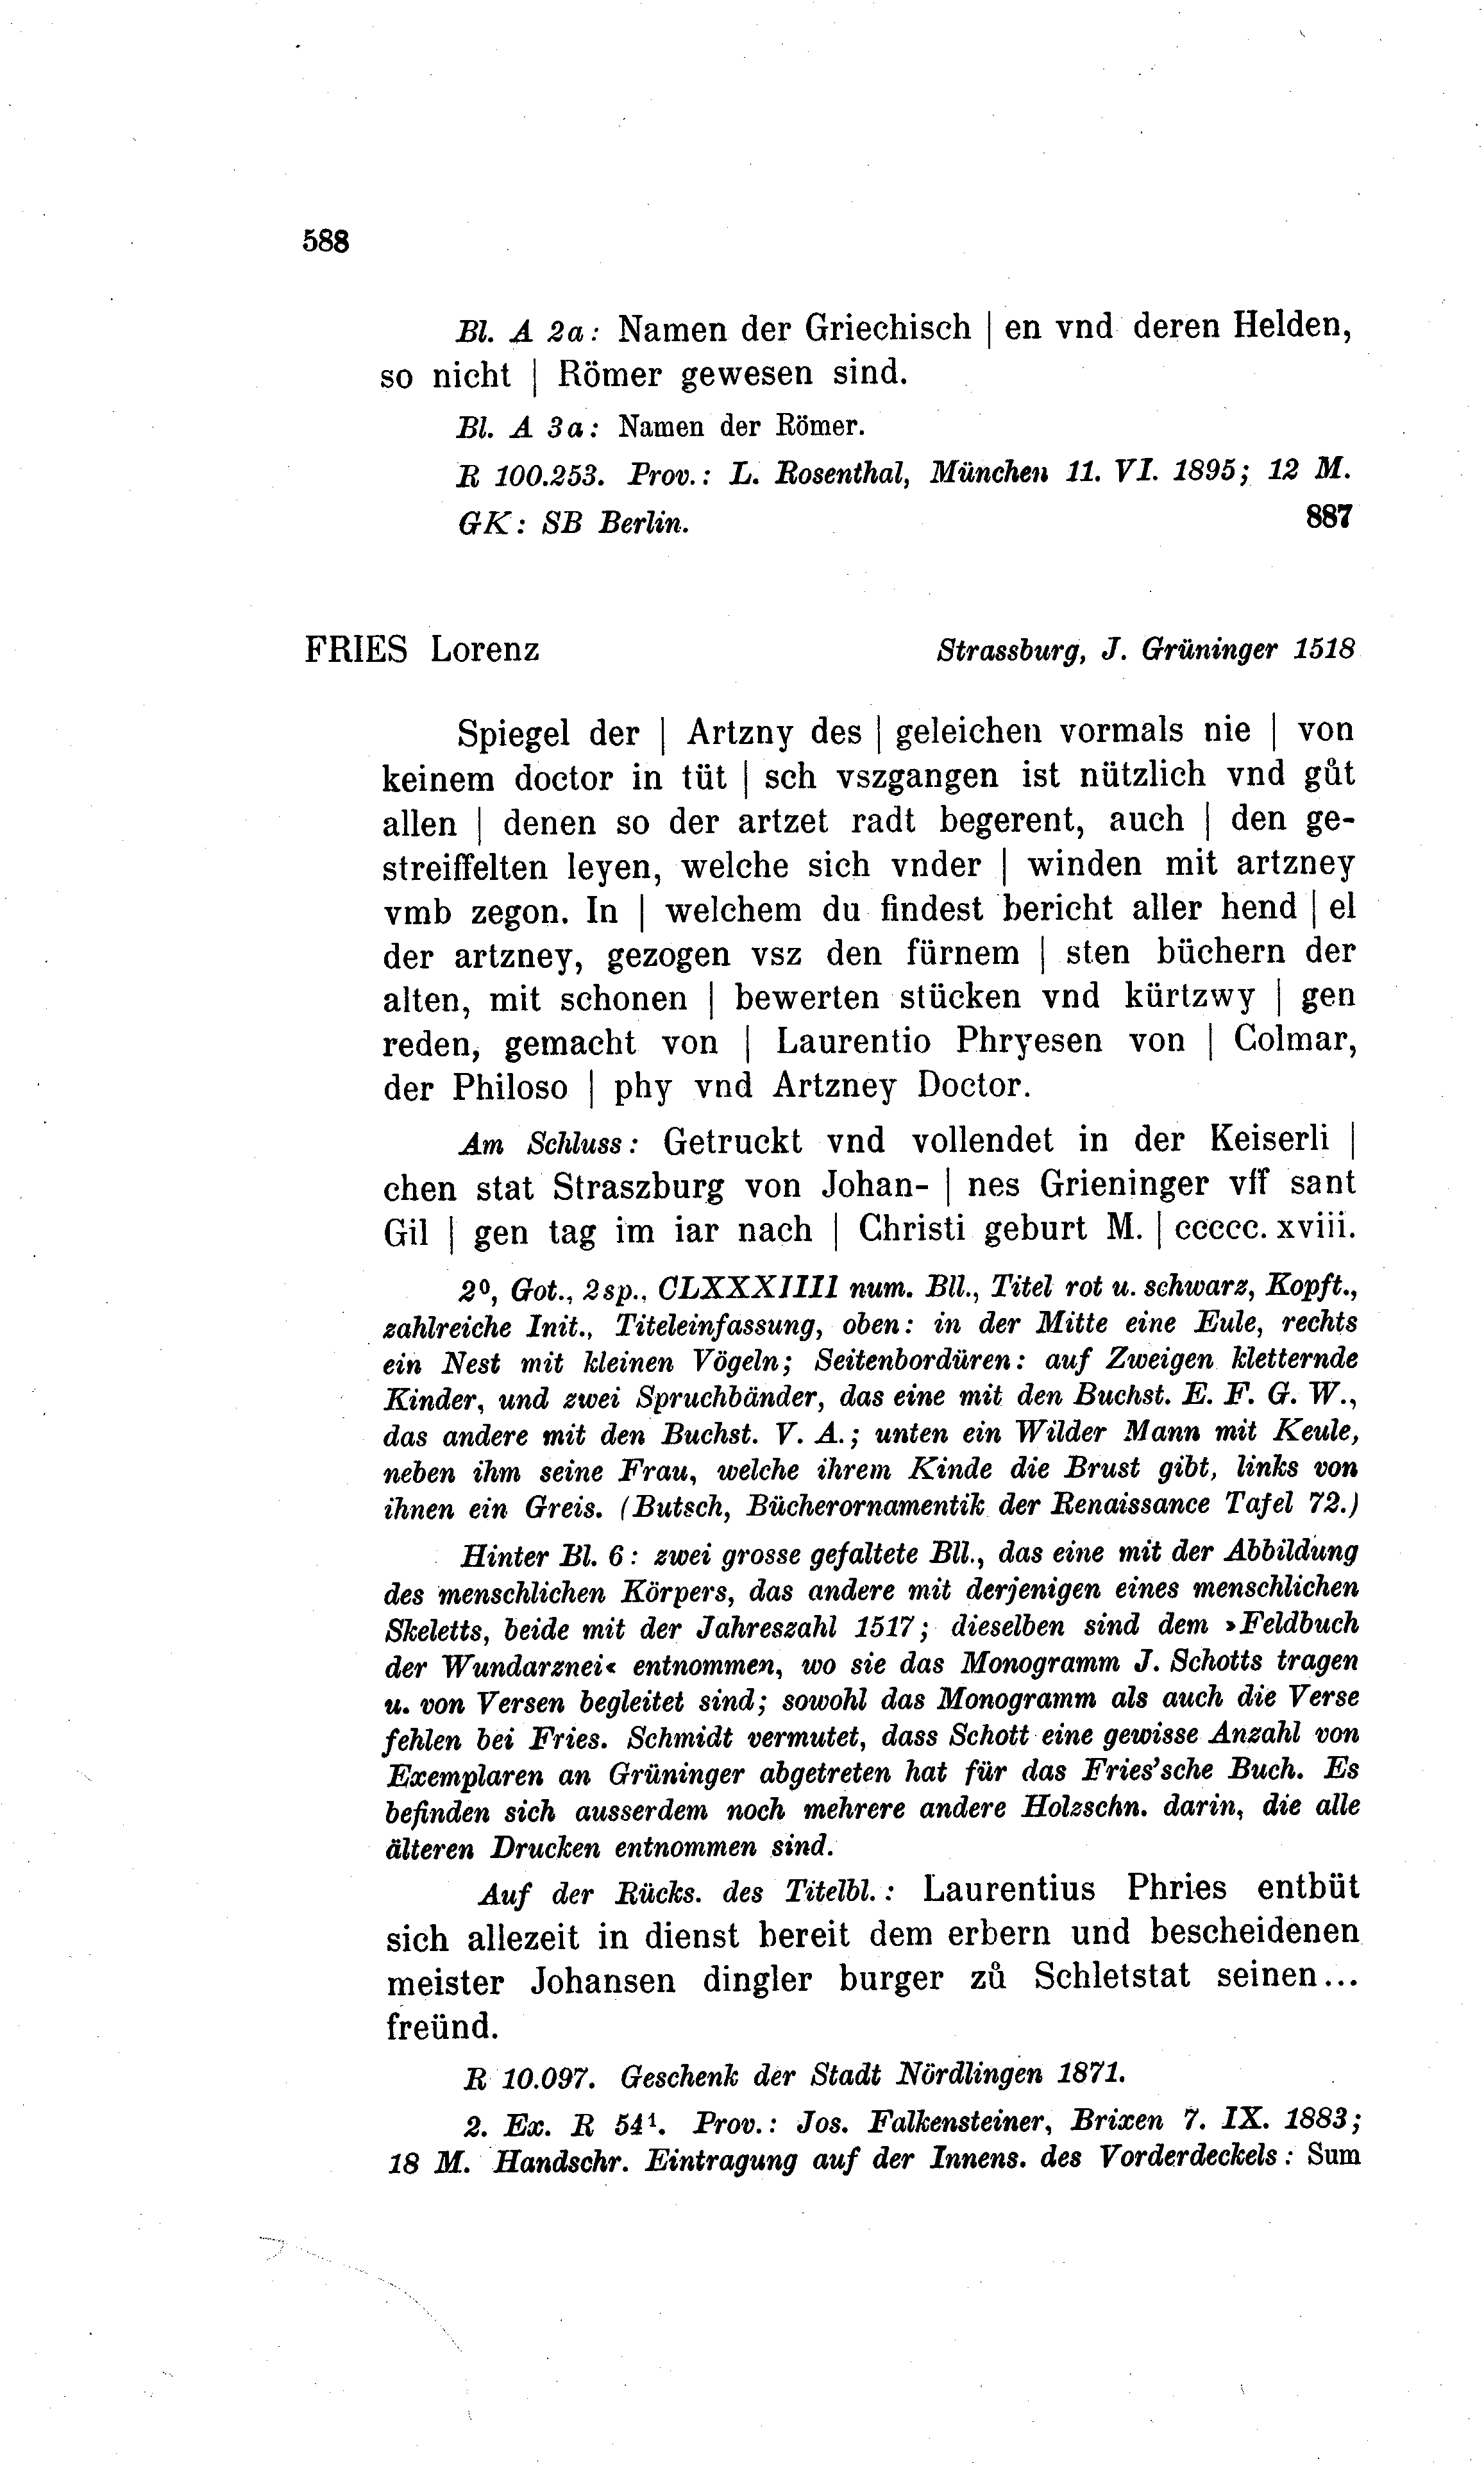 588
Bl. A 2a: Namen der Griechisch | en vnd deren Helden,
so nicht | Römer gewesen sind.
Bl. A 3a: Namen der Römer.
R 100.253. Prov.: L. Rosenthal, München 11. VI. 1895; 12 M.
GK: SB Berlin. 887
FRIES Lorenz Strassburg, J. Grüninger 1518
Spiegel der | Artzny des | geleichen vormals nie | von
keinem doctor in tüt | sch vszgangen ist nützlich vnd gůt
allen | denen so der artzet radt begerent, auch | den ge-
streiffelten leyen, welche sich vnder | winden mit artzney
vmb zegon. In | welchem du findest bericht aller hend | el
der artzney, gezogen vsz den fürnem | sten büchern der
alten, mit schonen | bewerten stücken vnd kürtzwy | gen
reden, gemacht von | Laurentio Phryesen von | Colmar,
der Philoso | phy vnd Artzney Doctor.
Am Schluss: Getruckt vnd vollendet in der Keiserli |
chen stat Straszburg von Johan- | nes Grieninger vff sant
Gil | gen tag im iar nach | Christi geburt M. | ccccc. xviii.
2⁰, Got., 2sp., CLXXXIIII num. Bll., Titel rot u. schwarz, Kopft.,
zahlreiche Init., Titeleinfassung, oben: in der Mitte eine Eule, rechts
ein Nest mit kleinen Vögeln; Seitenbordüren: auf Zweigen kletternde
Kinder, und zwei Spruchbänder, das eine mit den Buchst. E. F. G. W.,
das andere mit den Buchst. V. A.; unten ein Wilder Mann mit Keule,
neben ihm seine Frau, welche ihrem Kinde die Brust gibt, links von
ihnen ein Greis. (Butsch, Bücherornamentik der Renaissance Tafel 72.)
Hinter Bl. 6: zwei grosse gefaltete Bll., das eine mit der Abbildung
des menschlichen Körpers, das andere mit derjenigen eines menschlichen
Skeletts, beide mit der Jahreszahl 1517; dieselben sind dem »Feldbuch
der Wundarznei« entnommen, wo sie das Monogramm J. Schotts tragen
u. von Versen begleitet sind; sowohl das Monogramm als auch die Verse
fehlen bei Fries. Schmidt vermutet, dass Schott eine gewisse Anzahl von
Exemplaren an Grüninger abgetreten hat für das Fries'sche Buch. Es
befinden sich ausserdem noch mehrere andere Holzschn. darin, die alle
älteren Drucken entnommen sind.
Auf der Rücks. des Titelbl.: Laurentius Phries entbüt
sich allezeit in dienst bereit dem erbern und bescheidenen
meister Johansen dingler burger zů Schletstat seinen...
freünd.
R 10.097. Geschenk der Stadt Nördlingen 1871.
2. Ex. R 54¹. Prov.: Jos. Falkensteiner, Brixen 7. IX. 1883;
18 M. Handschr. Eintragung auf der Innens. des Vorderdeckels: Sum